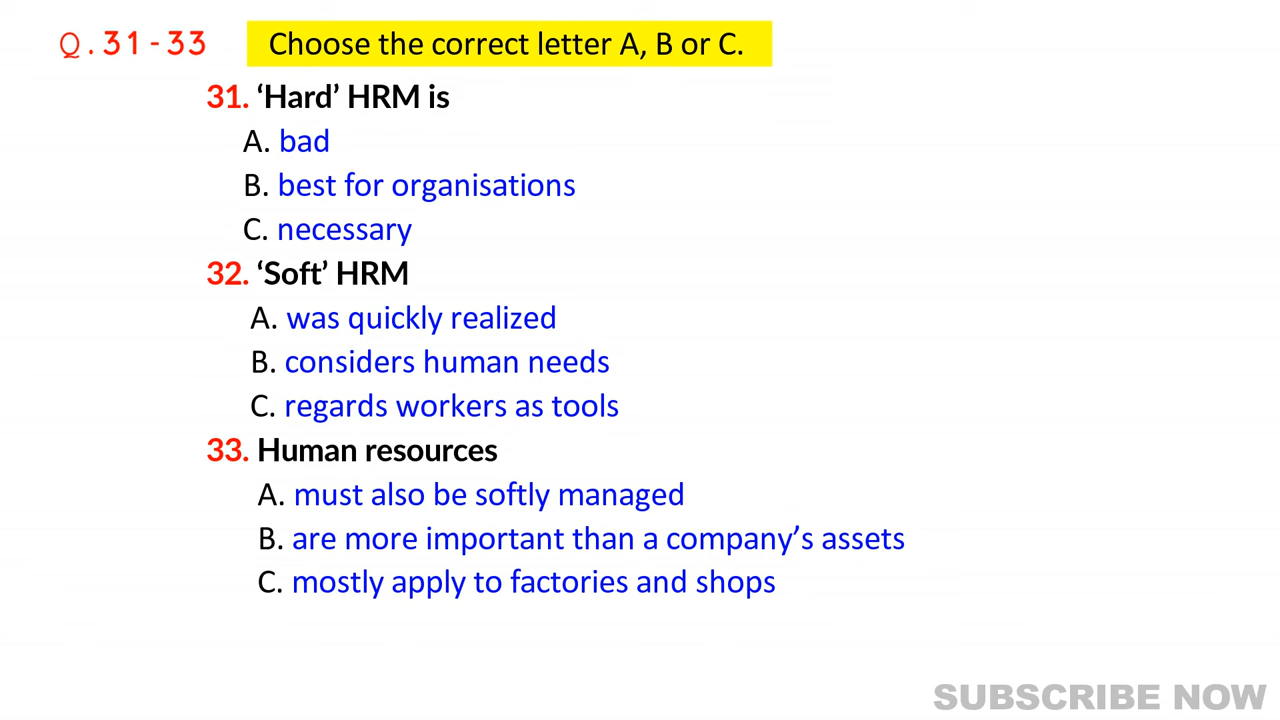 Q.31-33 Choose the correct letter A, B or C.
31. ‘Hard’ HRM is
A. bad
B. best for organisations
C. necessary
32. ‘Soft’ HRM
A. was quickly realized
B. considers human needs
C. regards workers as tools
33. Human resources
A. must also be softly managed
B. are more important than a company’s assets
C. mostly apply to factories and shops
SUBSCRIBE NOW